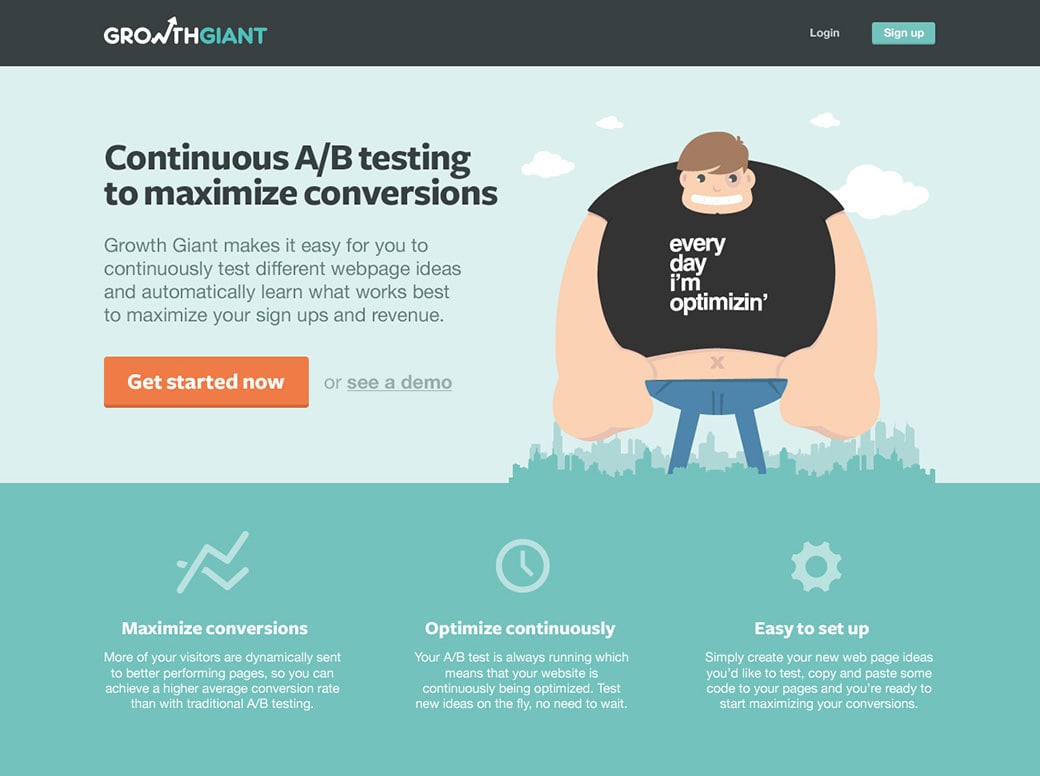 GROWTHGIANT
Login
Sign up
Continuous A/B testing
to maximize conversions
Growth Giant makes it easy for you to
continuously test different webpage ideas
and automatically learn what works best
to maximize your sign ups and revenue.
Get started now
or see a demo
every
day
i'm
optimizin'
Maximize conversions
More of your visitors are dynamically sent
to better performing pages, so you can
achieve a higher average conversion rate
than with traditional A/B testing.
Optimize continuously
Your A/B test is always running which
means that your website is
continuously being optimized. Test
new ideas on the fly, no need to wait.
Easy to set up
Simply create your new web page ideas
you'd like to test, copy and paste some
code to your pages and you're ready to
start maximizing your conversions.